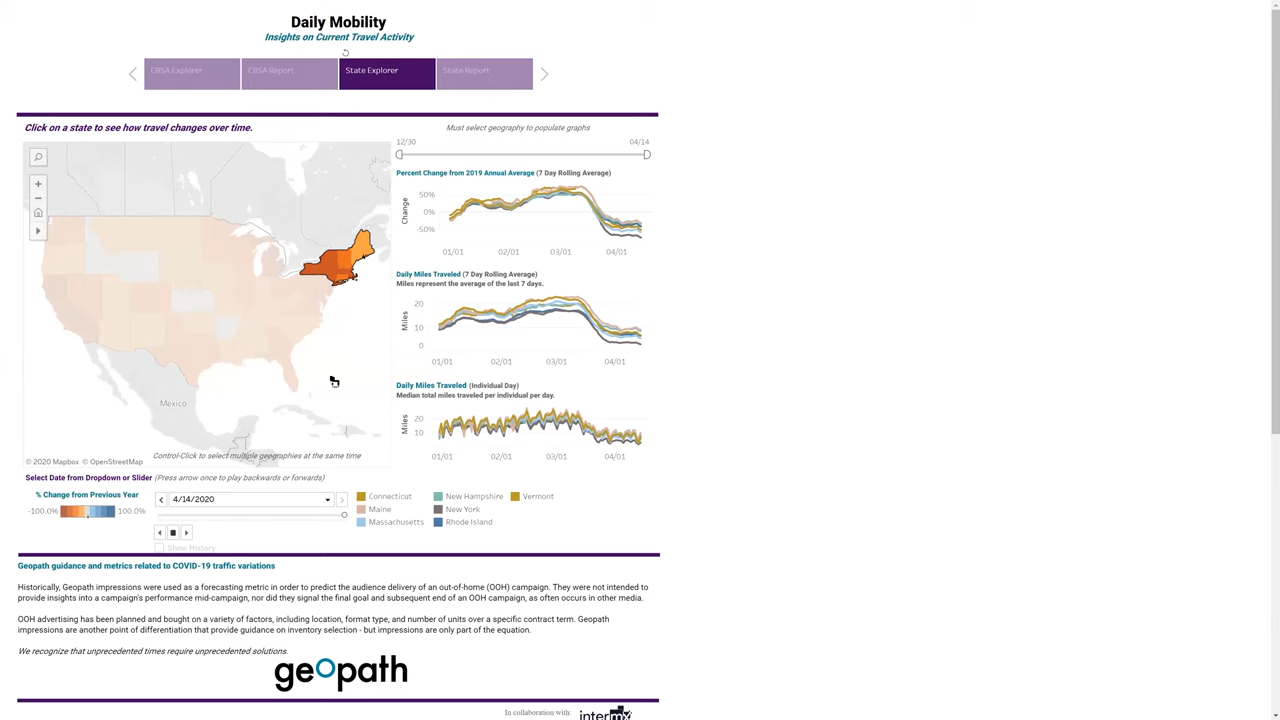 Daily Mobility
Insights on Current Travel Activity
CBSA Explorer
CBSA Report
State Explorer
State Report
Click on a state to see how travel changes over time.
Must select geography to populate graphs
12/30
04/14
Percent Change from 2019 Annual Average (7 Day Rolling Average)
Change
50%
0%
-50%
01/01 02/01 03/01 04/01
Daily Miles Traveled (7 Day Rolling Average)
Miles represent the average of the last 7 days.
Miles
20
10
0
01/01 02/01 03/01 04/01
Daily Miles Traveled (Individual Day)
Median total miles traveled per individual per day.
Miles
20
10
01/01 02/01 03/01 04/01
Mexico
© 2020 Mapbox © OpenStreetMap
Control-Click to select multiple geographies at the same time
Select Date from Dropdown or Slider (Press arrow once to play backwards or forwards)
% Change from Previous Year
-100.0% 100.0%
4/14/2020
Show History
Connecticut
New Hampshire
Vermont
Maine
New York
Massachusetts
Rhode Island
Geopath guidance and metrics related to COVID-19 traffic variations
Historically, Geopath impressions were used as a forecasting metric in order to predict the audience delivery of an out-of-home (OOH) campaign. They were not intended to
provide insights into a campaign's performance mid-campaign, nor did they signal the final goal and subsequent end of an OOH campaign, as often occurs in other media.
OOH advertising has been planned and bought on a variety of factors, including location, format type, and number of units over a specific contract term. Geopath
impressions are another point of differentiation that provide guidance on inventory selection - but impressions are only part of the equation.
We recognize that unprecedented times require unprecedented solutions.
geopath
In collaboration with:
intermx